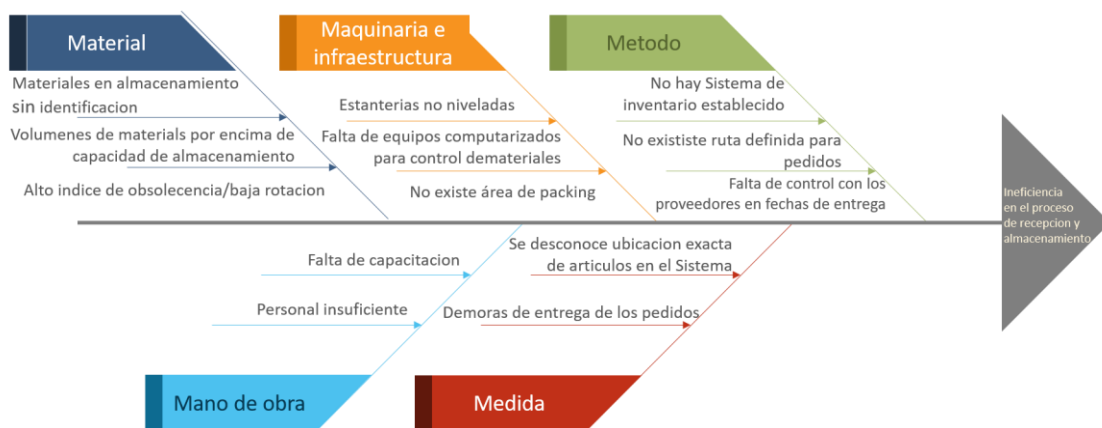 Material
Materiales en almacenamiento
sin identificacion
Volumenes de materials por encima de
capacidad de almacenamiento
Alto indice de obsolecencia/baja rotacion
Maquinaria e
infraestructura
Estanterias no niveladas
Falta de equipos computarizados
para control demateriales
No existe área de packing
Metodo
No hay Sistema de
inventario establecido
No exististe ruta definida para
pedidos
Falta de control con los
proveedores en fechas de entrega
Ineficiencia
en el proceso
de recepcion y
almacenamiento
Falta de capacitacion
Personal insuficiente
Mano de obra
Se desconoce ubicacion exacta
de articulos en el Sistema
Demoras de entrega de los pedidos
Medida